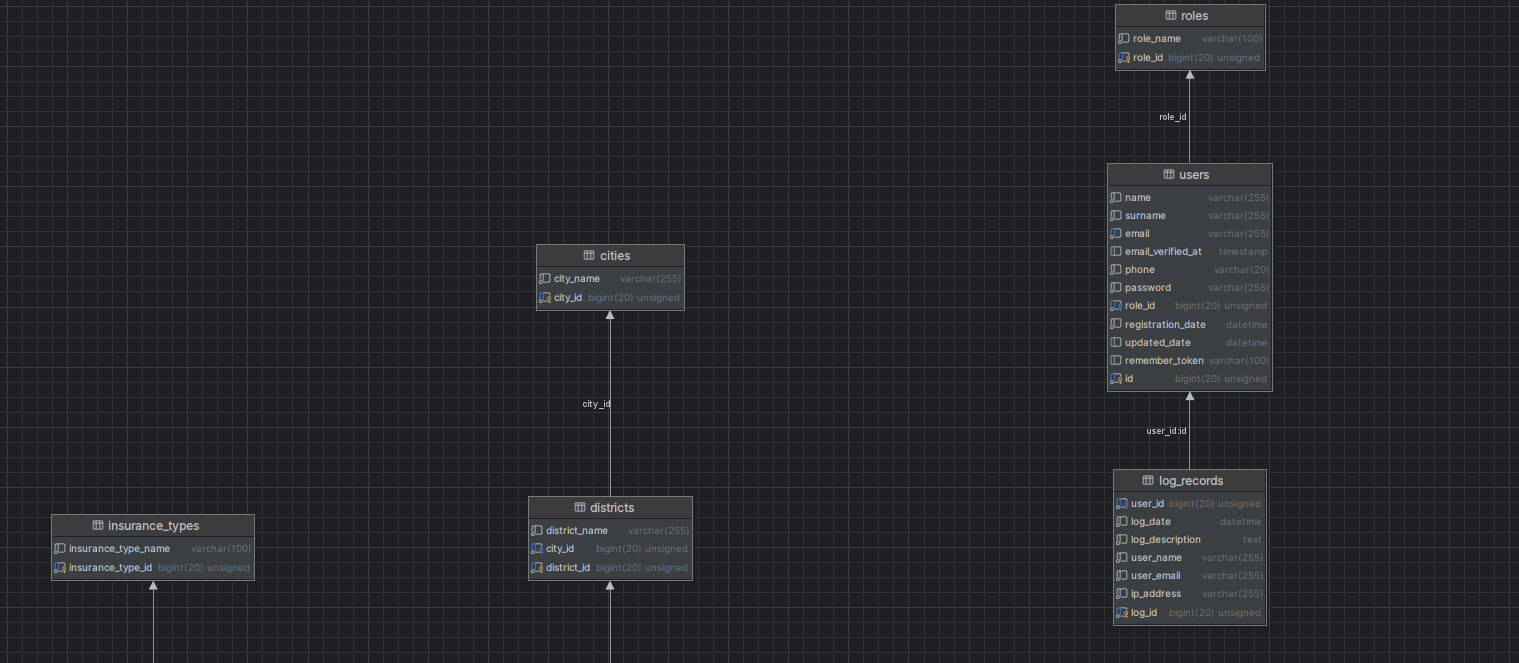 roles
role_name varchar(100)
role_id bigint(20) unsigned
role_id
users
name varchar(255)
surname varchar(255)
email varchar(255)
email_verified_at timestamp
phone varchar(20)
password varchar(255)
role_id bigint(20) unsigned
registration_date datetime
updated_date datetime
remember_token varchar(100)
id bigint(20) unsigned
user_id:id
log_records
user_id bigint(20) unsigned
log_date datetime
log_description text
user_name varchar(255)
user_email varchar(255)
ip_address varchar(255)
log_id bigint(20) unsigned
cities
city_name varchar(255)
city_id bigint(20) unsigned
city_id
districts
district_name varchar(255)
city_id bigint(20) unsigned
district_id bigint(20) unsigned
insurance_types
insurance_type_name varchar(100)
insurance_type_id bigint(20) unsigned